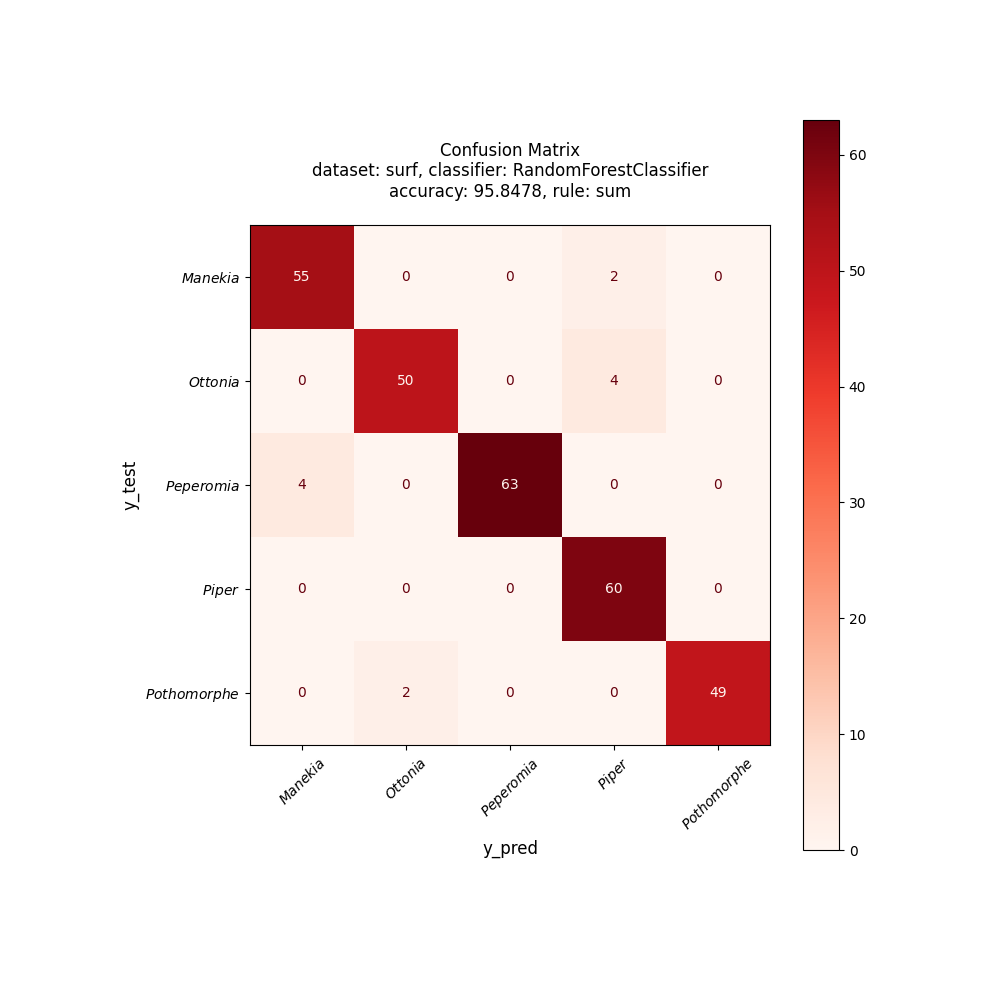 Confusion Matrix
dataset: surf, classifier: RandomForestClassifier
accuracy: 95.8478, rule: sum
y_test
Manekia 55 0 0 2 0
Ottonia 0 50 0 4 0
Peperomia 4 0 63 0 0
Piper 0 0 0 60 0
Pothomorphe 0 2 0 0 49
Manekia Ottonia Peperomia Piper Pothomorphe
y_pred
60
50
40
30
20
10
0